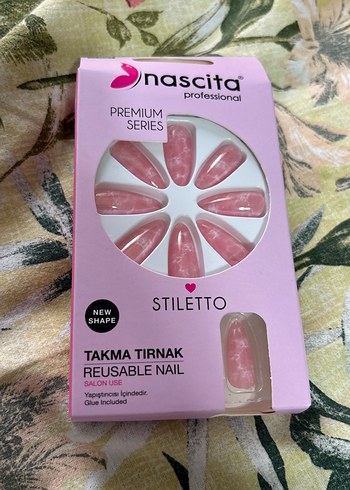 nascita®
professional
PREMIUM
SERIES
STILETTO
NEW
SHAPE
TAKMA TIRNAK
REUSABLE NAIL
SALON USE
Yapıştırıcısı İçindedir.
Glue Included